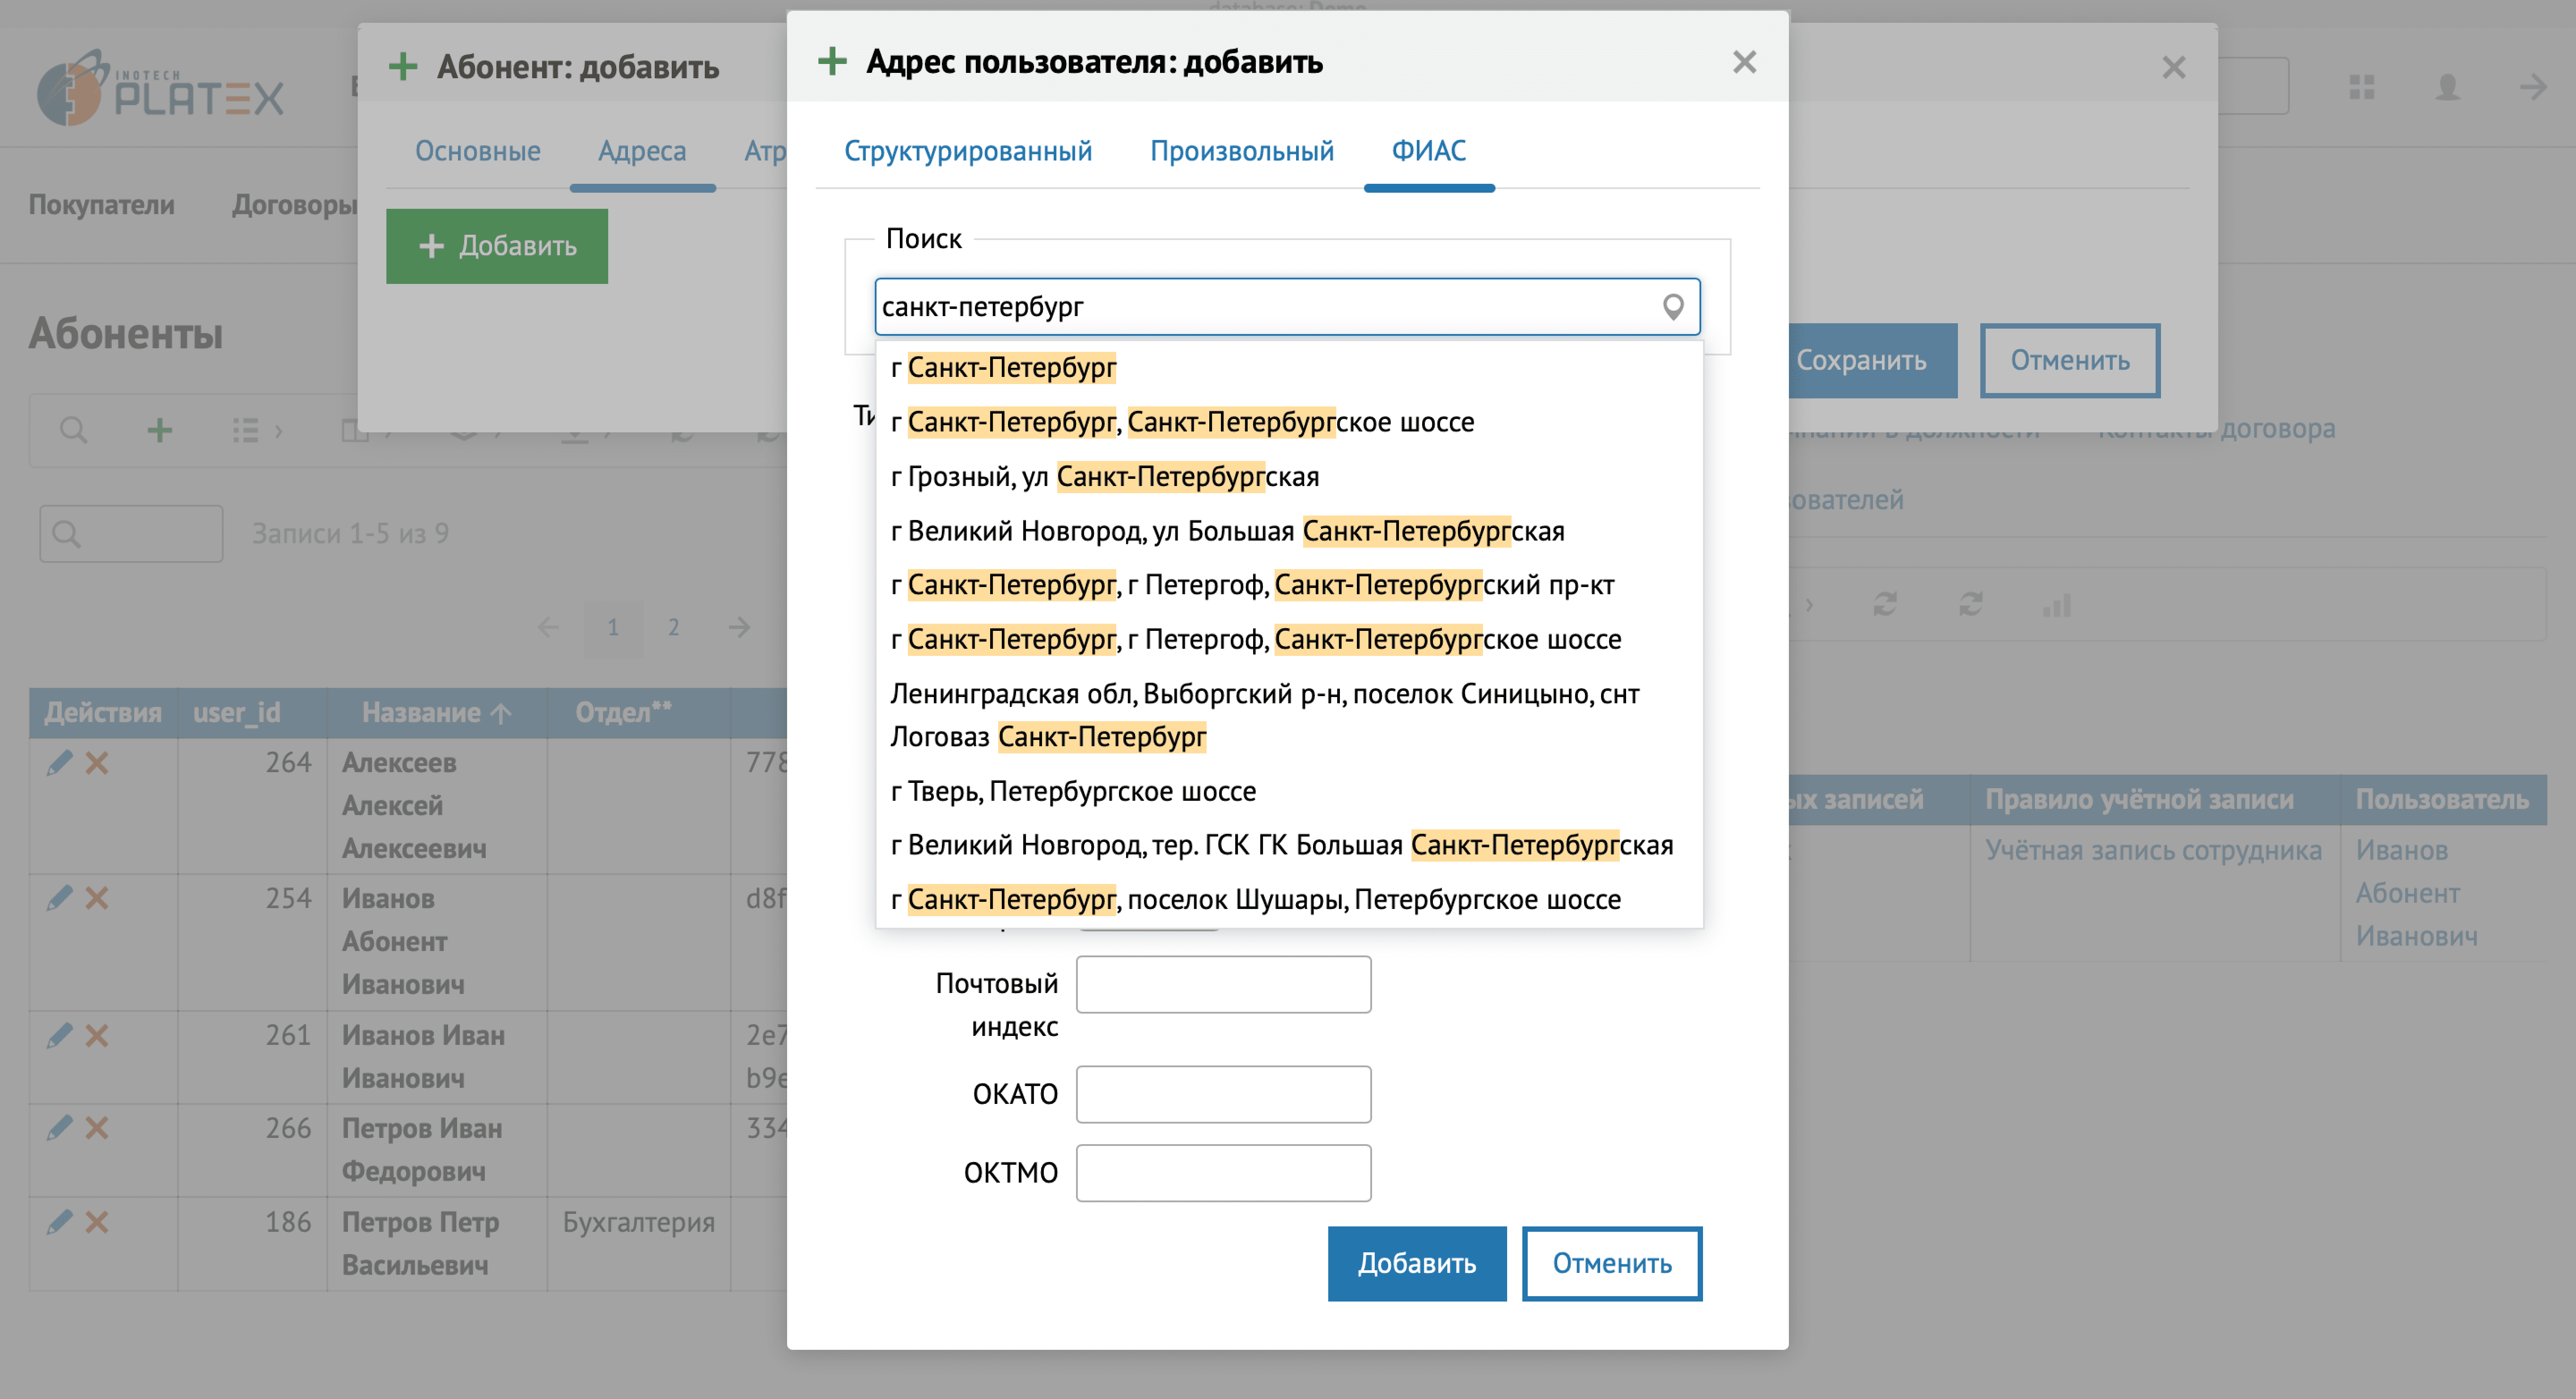 INOTECH
PLATEX
Покупатели
Договоры
Абоненты
Записи 1-5 из 9
1
2
Действия
user_id
Название
Отдел**
264
Алексеев
Алексей
Алексеевич
778
254
Иванов
Абонент
Иванович
d8f
261
Иванов Иван
Иванович
2e7
b9e
266
Петров Иван
Федорович
334
186
Петров Петр
Васильевич
Бухгалтерия
Абонент: добавить
Основные
Адреса
Атр
Добавить
Сохранить
Отменить
договора
Правило учётной записи
Пользователь
записей
Учётная запись сотрудника
Иванов
Абонент
Иванович
Адрес пользователя: добавить
Структурированный
Произвольный
ФИАС
Поиск
санкт-петербург
г Санкт-Петербург
г Санкт-Петербург, Санкт-Петербургское шоссе
г Грозный, ул Санкт-Петербургская
г Великий Новгород, ул Большая Санкт-Петербургская
г Санкт-Петербург, г Петергоф, Санкт-Петербургский пр-кт
г Санкт-Петербург, г Петергоф, Санкт-Петербургское шоссе
Ленинградская обл, Выборгский р-н, поселок Синицыно, снт
Логоваз Санкт-Петербург
г Тверь, Петербургское шоссе
г Великий Новгород, тер. ГСК ГК Большая Санкт-Петербургская
г Санкт-Петербург, поселок Шушары, Петербургское шоссе
Почтовый
индекс
ОКАТО
ОКТМО
Добавить
Отменить